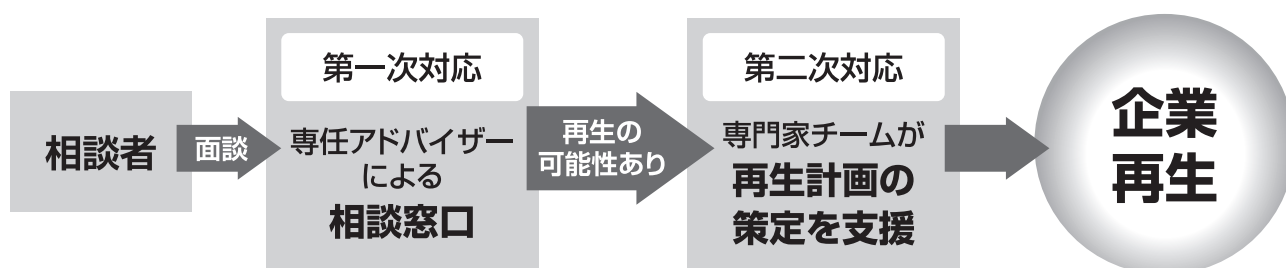 相談者
面談
第一次対応
専任アドバイザー
による
相談窓口
再生の
可能性あり
第二次対応
専門家チームが
再生計画の
策定を支援
企業
再生